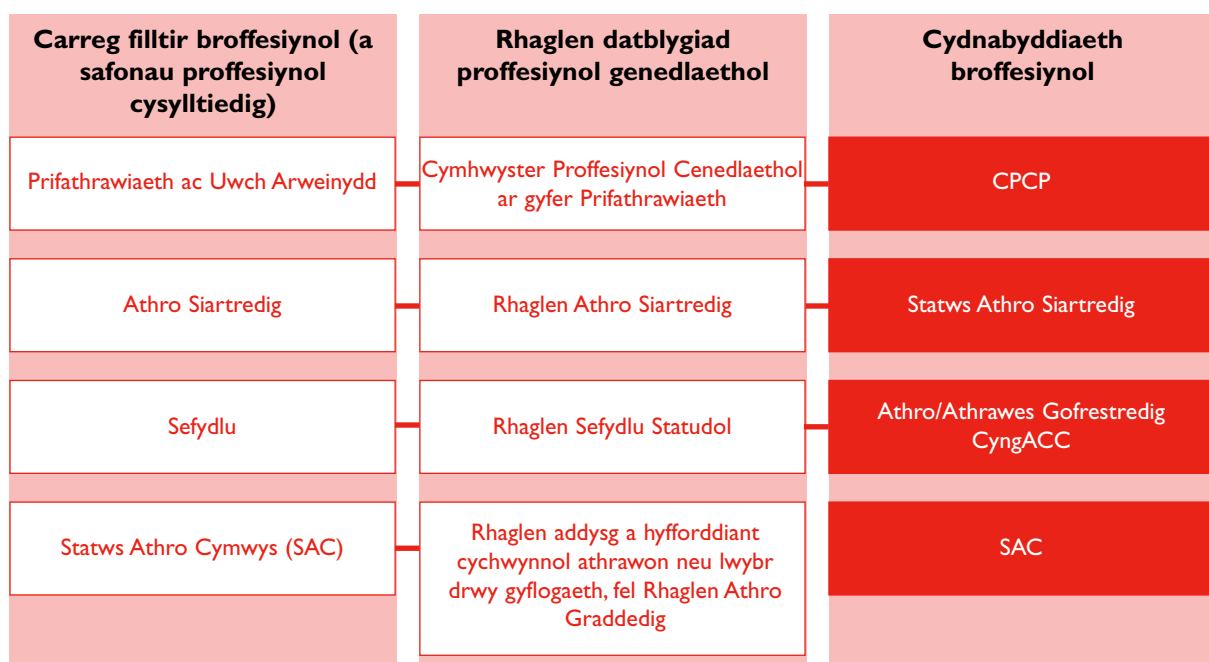 Carreg filltir broffesiynol (a
safonau proffesiynol
cysylltiedig)
Rhaglen datblygiad
proffesiynol genedlaethol
Cydnabyddiaeth
broffesiynol
Prifathrawiaeth ac Uwch Arweinydd
Cymhwyster Proffesiynol Cenedlaethol
ar gyfer Prifathrawiaeth
CPCP
Athro Siartredig
Rhaglen Athro Siartredig
Statws Athro Siartredig
Sefydlu
Rhaglen Sefydlu Statudol
Athro/Athrawes Gofrestredig
CyngACC
Statws Athro Cymwys (SAC)
Rhaglen addysg a hyfforddiant
cychwynnol athrawon neu lwybr
drwy gyflogaeth, fel Rhaglen Athro
Graddedig
SAC